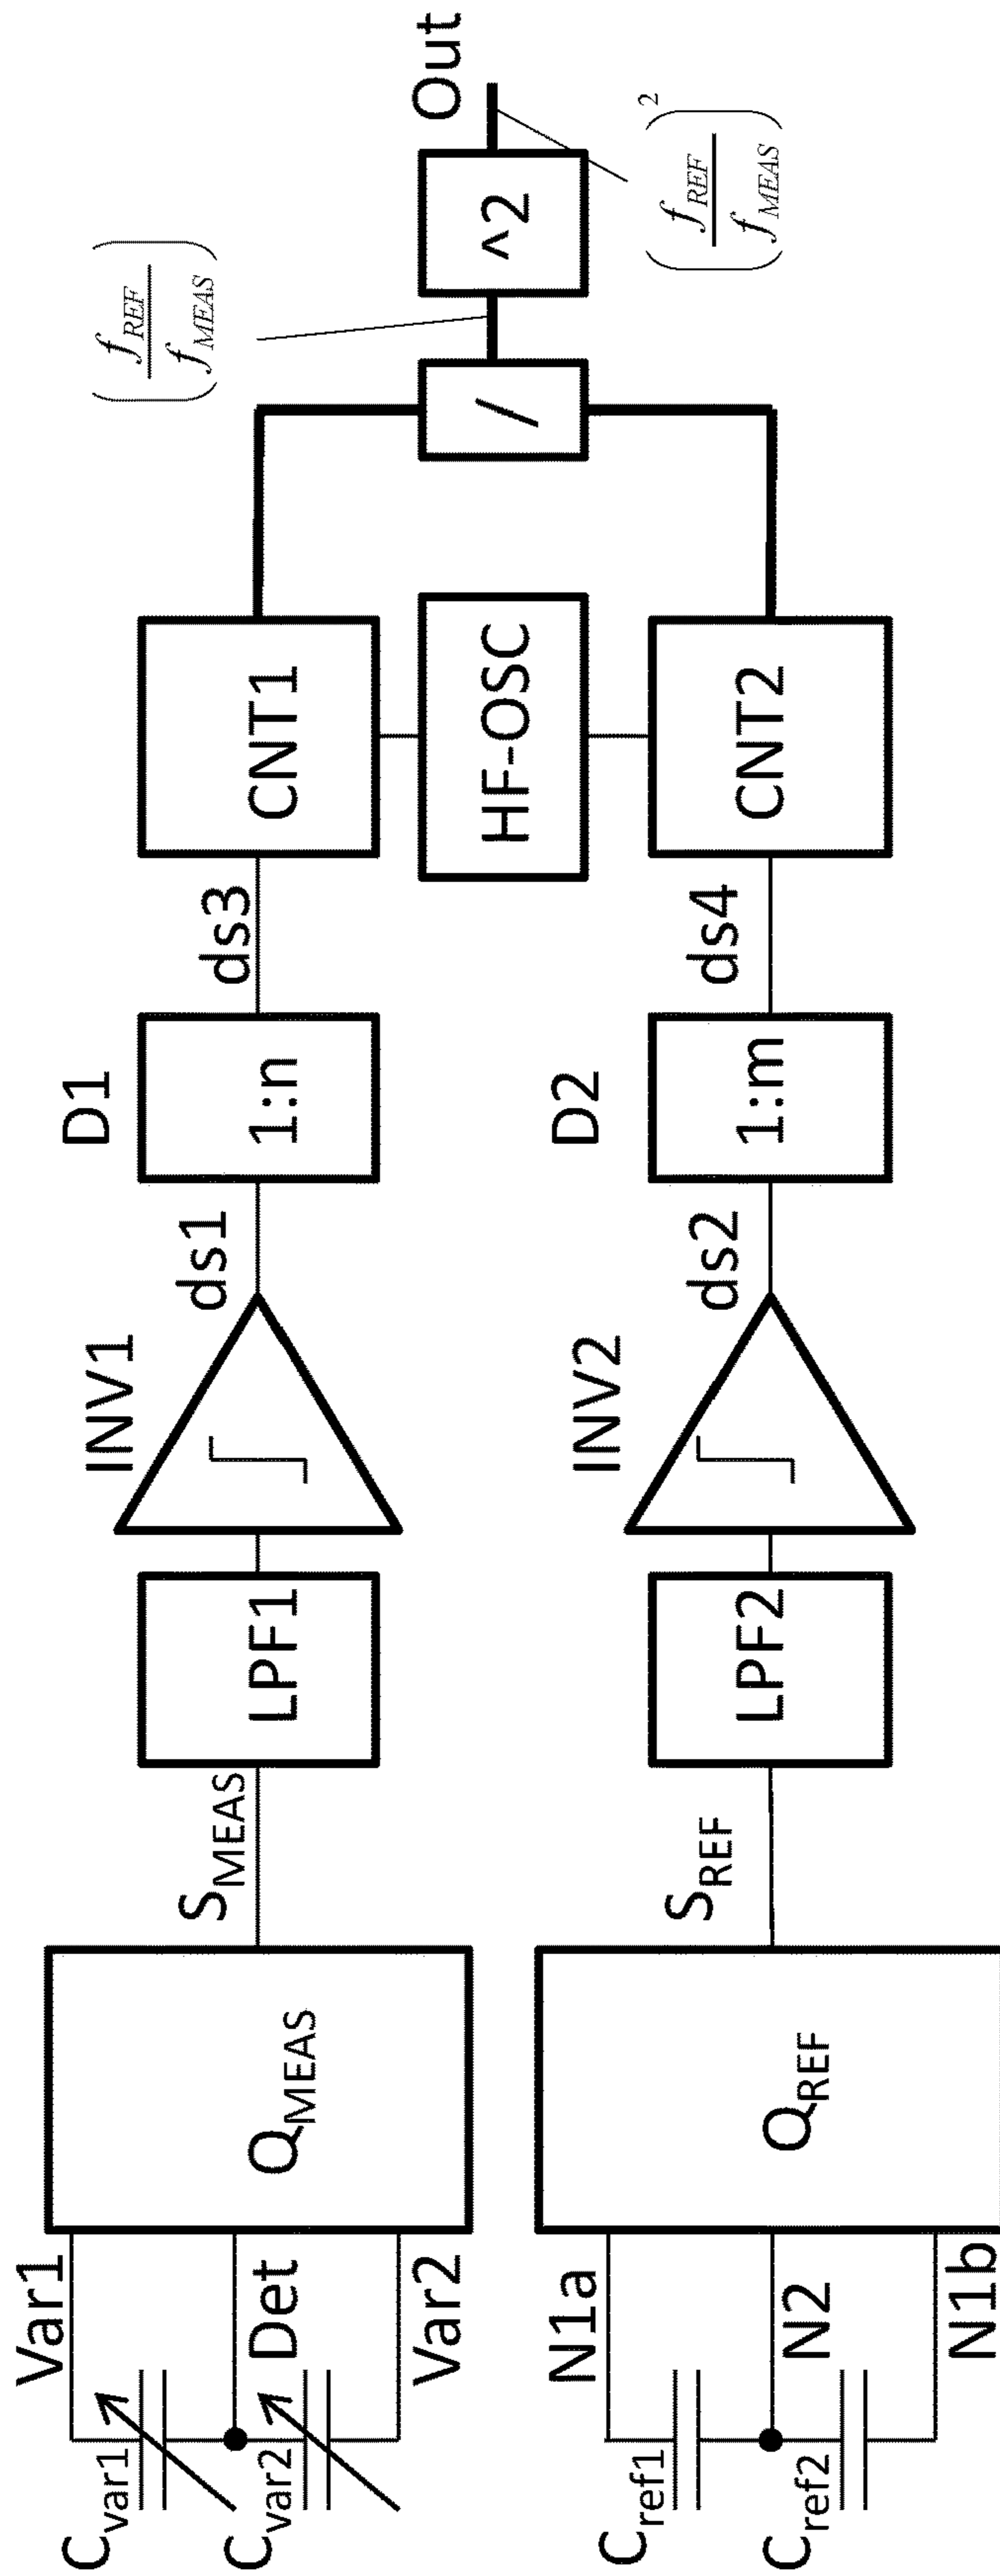 Var1
C_var1
Det
C_var2
Var2
Q_MEAS
S_MEAS
LPF1
INV1
ds1
D1
1:n
ds3
CNT1
HF-OSC
/
(f_REF / f_MEAS)
^2
Out
(f_REF / f_MEAS)^2
N1a
C_ref1
N2
C_ref2
N1b
Q_REF
S_REF
LPF2
INV2
ds2
D2
1:m
ds4
CNT2